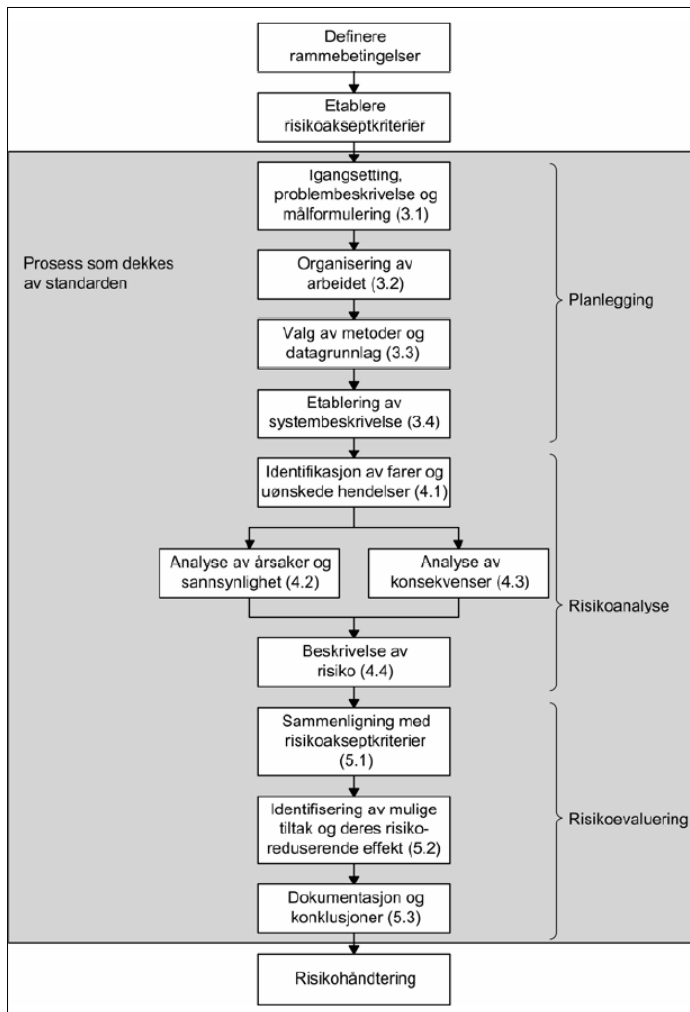 Definere
rammebetingelser
Etablere
risikoakseptkriterier
Igangsetting,
problembeskrivelse og
målformulering (3.1)
Prosess som dekkes
av standarden
Organisering av
arbeidet (3.2)
Planlegging
Valg av metoder og
datagrunnlag (3.3)
Etablering av
systembeskrivelse (3.4)
Identifikasjon av farer og
uønskede hendelser (4.1)
Analyse av årsaker og
sannsynlighet (4.2)
Analyse av
konsekvenser (4.3)
Risikoanalyse
Beskrivelse av
risiko (4.4)
Sammenligning med
risikoakseptkriterier
(5.1)
Identifisering av mulige
tiltak og deres risiko-
reduserende effekt (5.2)
Risikoevaluering
Dokumentasjon og
konklusjoner (5.3)
Risikohåndtering